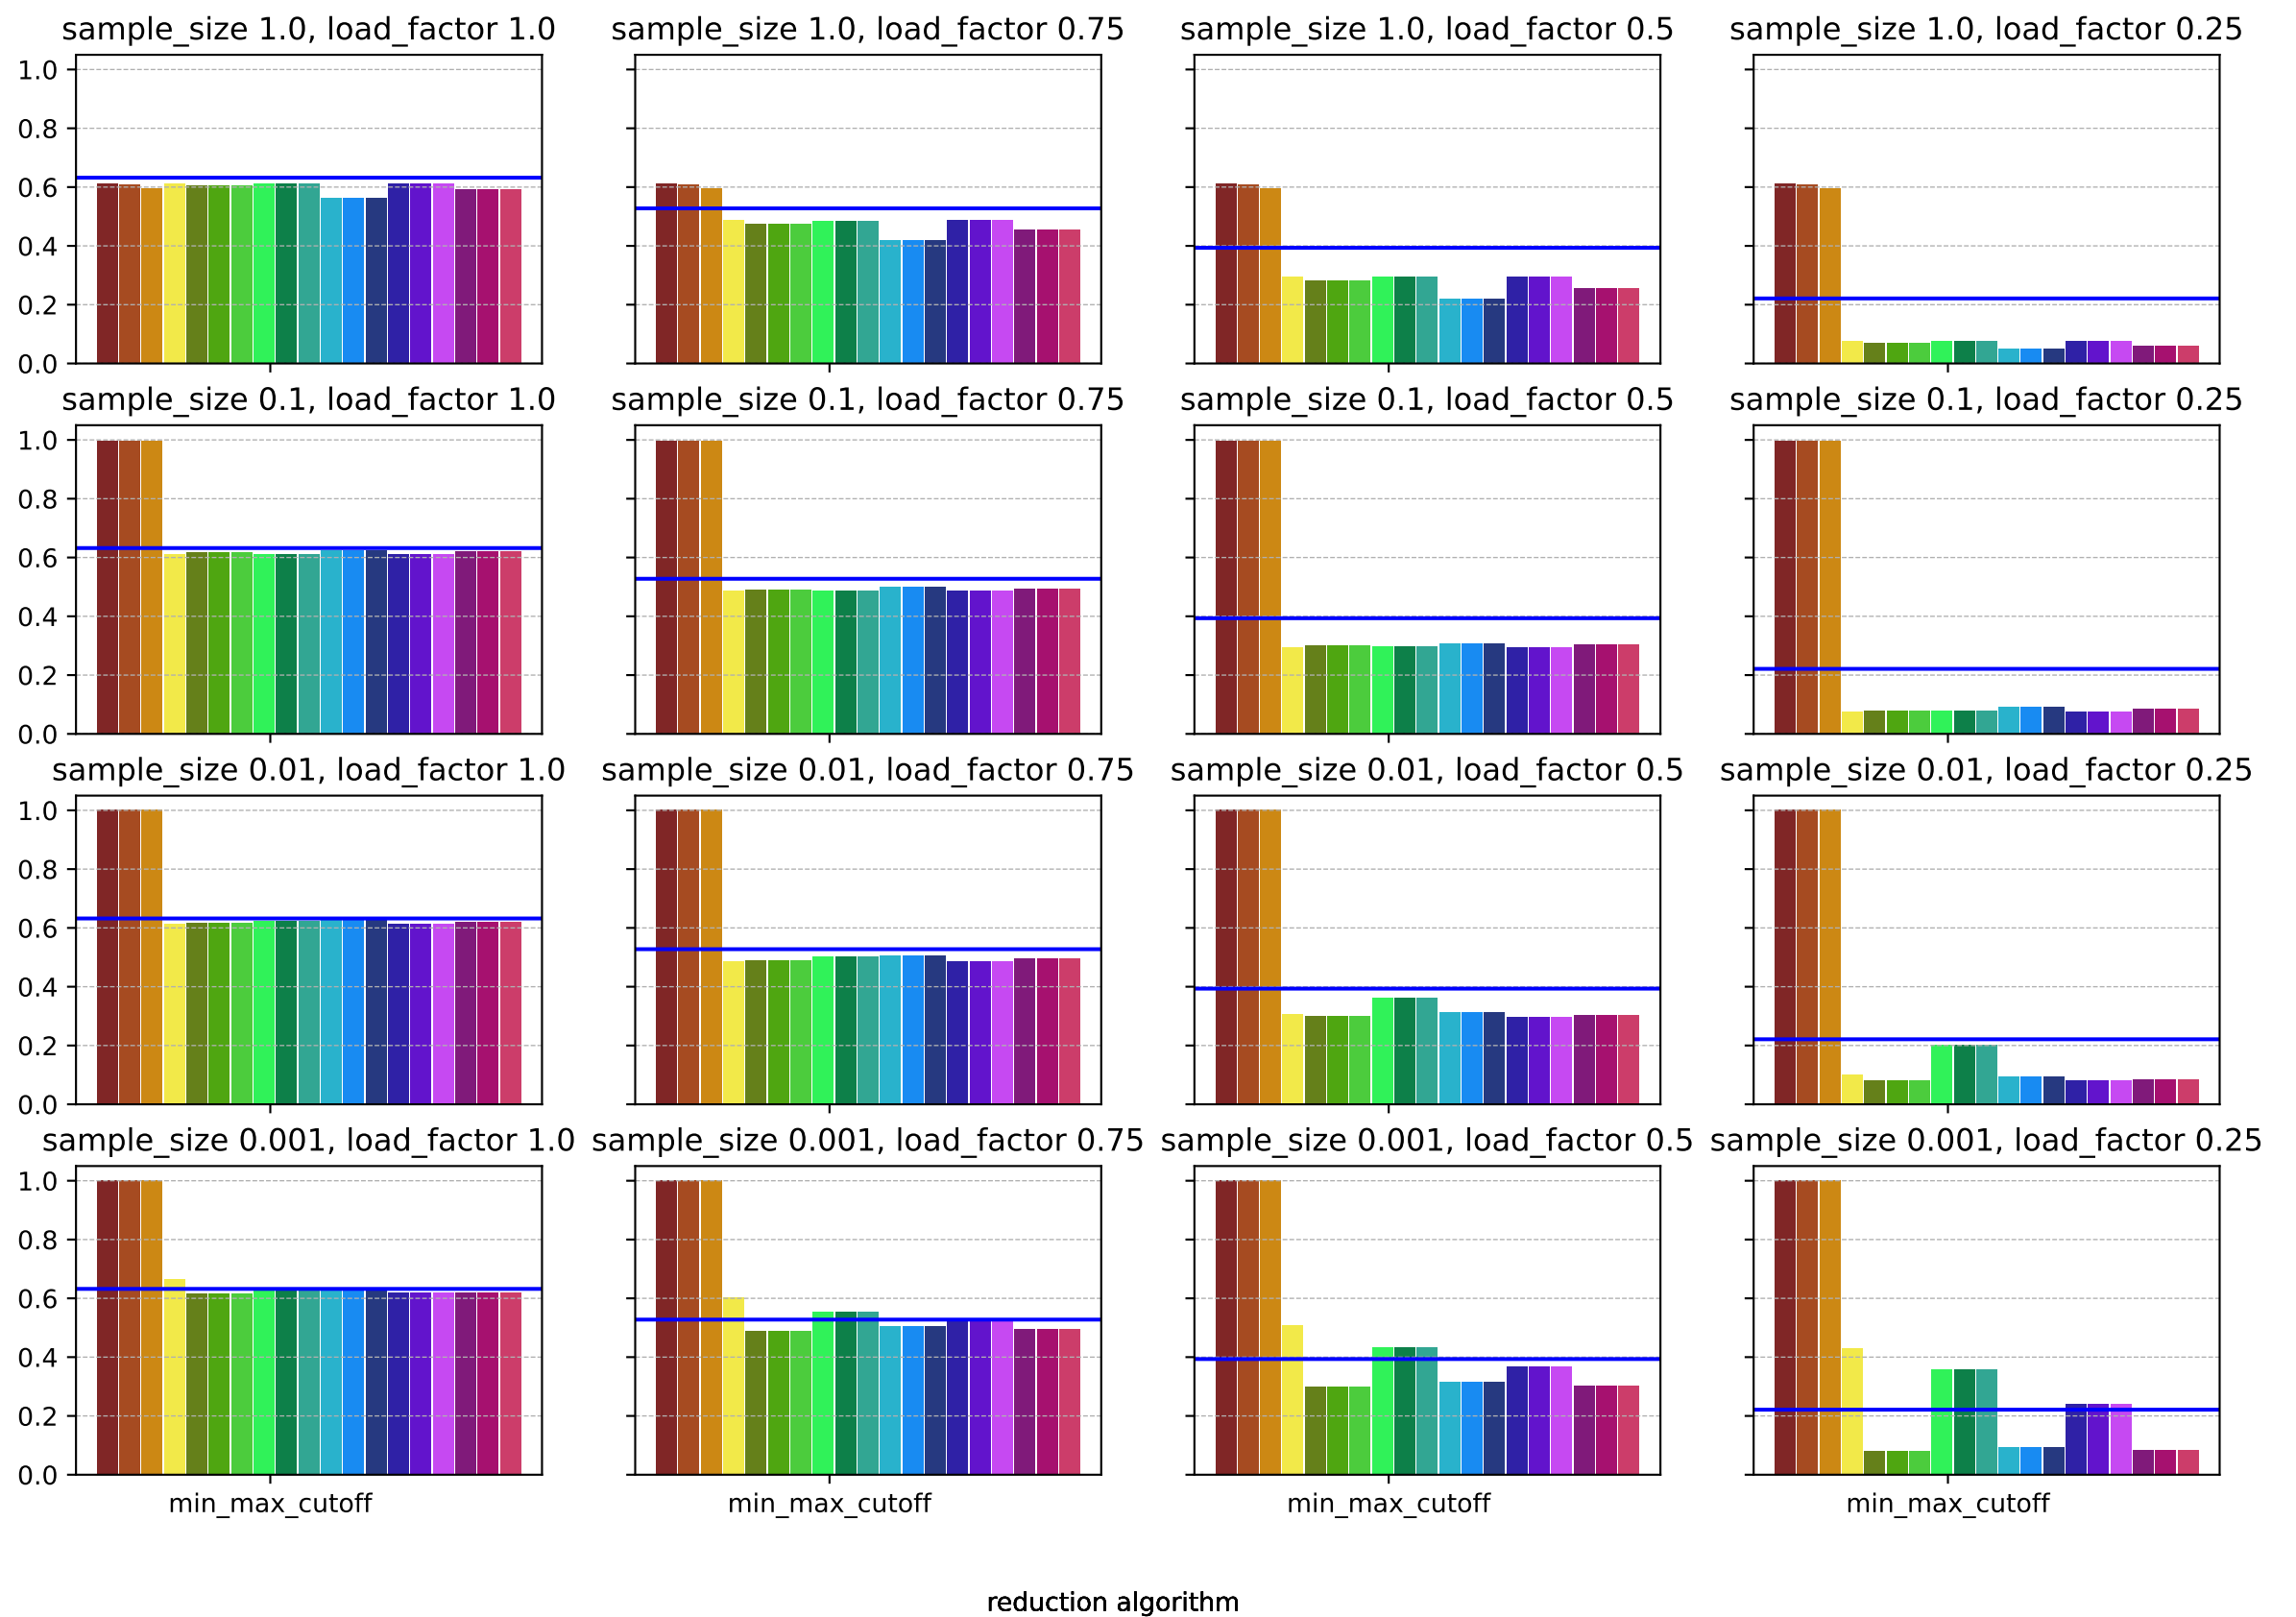 sample_size 1.0, load_factor 1.0
sample_size 1.0, load_factor 0.75
sample_size 1.0, load_factor 0.5
sample_size 1.0, load_factor 0.25
1.0
0.8
0.6
0.4
0.2
0.0
sample_size 0.1, load_factor 1.0
sample_size 0.1, load_factor 0.75
sample_size 0.1, load_factor 0.5
sample_size 0.1, load_factor 0.25
1.0
0.8
0.6
0.4
0.2
0.0
sample_size 0.01, load_factor 1.0
sample_size 0.01, load_factor 0.75
sample_size 0.01, load_factor 0.5
sample_size 0.01, load_factor 0.25
1.0
0.8
0.6
0.4
0.2
0.0
sample_size 0.001, load_factor 1.0
sample_size 0.001, load_factor 0.75
sample_size 0.001, load_factor 0.5
sample_size 0.001, load_factor 0.25
1.0
0.8
0.6
0.4
0.2
0.0
min_max_cutoff
min_max_cutoff
min_max_cutoff
min_max_cutoff
reduction algorithm